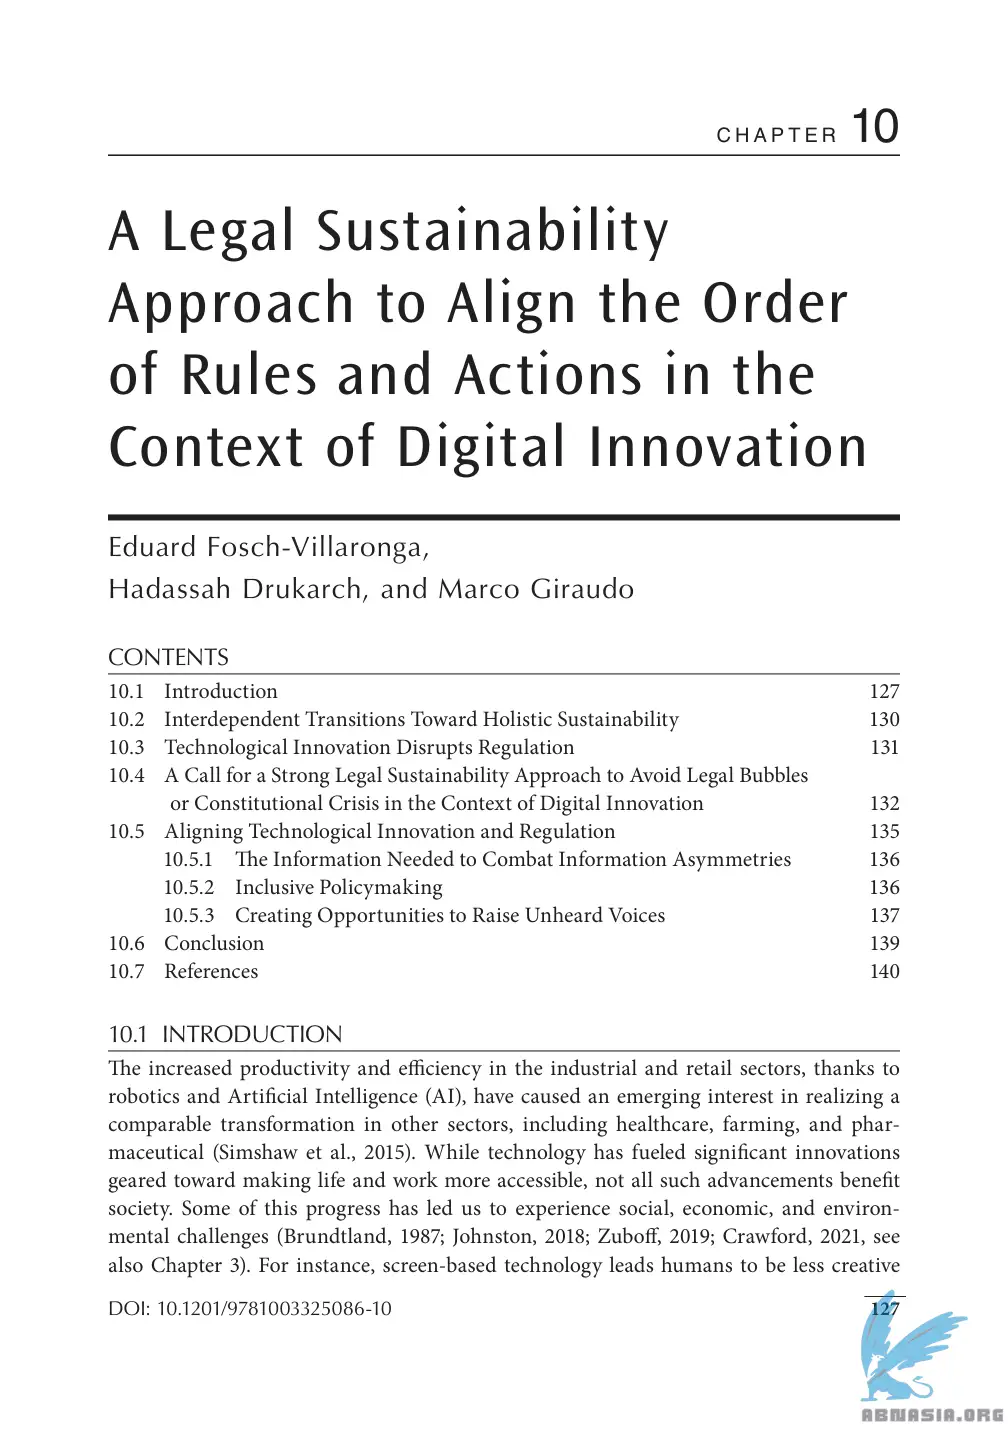 CHAPTER 10
A Legal Sustainability
Approach to Align the Order
of Rules and Actions in the
Context of Digital Innovation
Eduard Fosch-Villaronga,
Hadassah Drukarch, and Marco Giraudo
CONTENTS
10.1 Introduction 127
10.2 Interdependent Transitions Toward Holistic Sustainability 130
10.3 Technological Innovation Disrupts Regulation 131
10.4 A Call for a Strong Legal Sustainability Approach to Avoid Legal Bubbles
or Constitutional Crisis in the Context of Digital Innovation 132
10.5 Aligning Technological Innovation and Regulation 135
10.5.1 The Information Needed to Combat Information Asymmetries 136
10.5.2 Inclusive Policymaking 136
10.5.3 Creating Opportunities to Raise Unheard Voices 137
10.6 Conclusion 139
10.7 References 140
10.1 INTRODUCTION
The increased productivity and efficiency in the industrial and retail sectors, thanks to
robotics and Artificial Intelligence (AI), have caused an emerging interest in realizing a
comparable transformation in other sectors, including healthcare, farming, and phar-
maceutical (Simshaw et al., 2015). While technology has fueled significant innovations
geared toward making life and work more accessible, not all such advancements benefit
society. Some of this progress has led us to experience social, economic, and environ-
mental challenges (Brundtland, 1987; Johnston, 2018; Zuboff, 2019; Crawford, 2021, see
also Chapter 3). For instance, screen-based technology leads humans to be less creative
DOI: 10.1201/9781003325086-10 127
ABNASIA.ORG